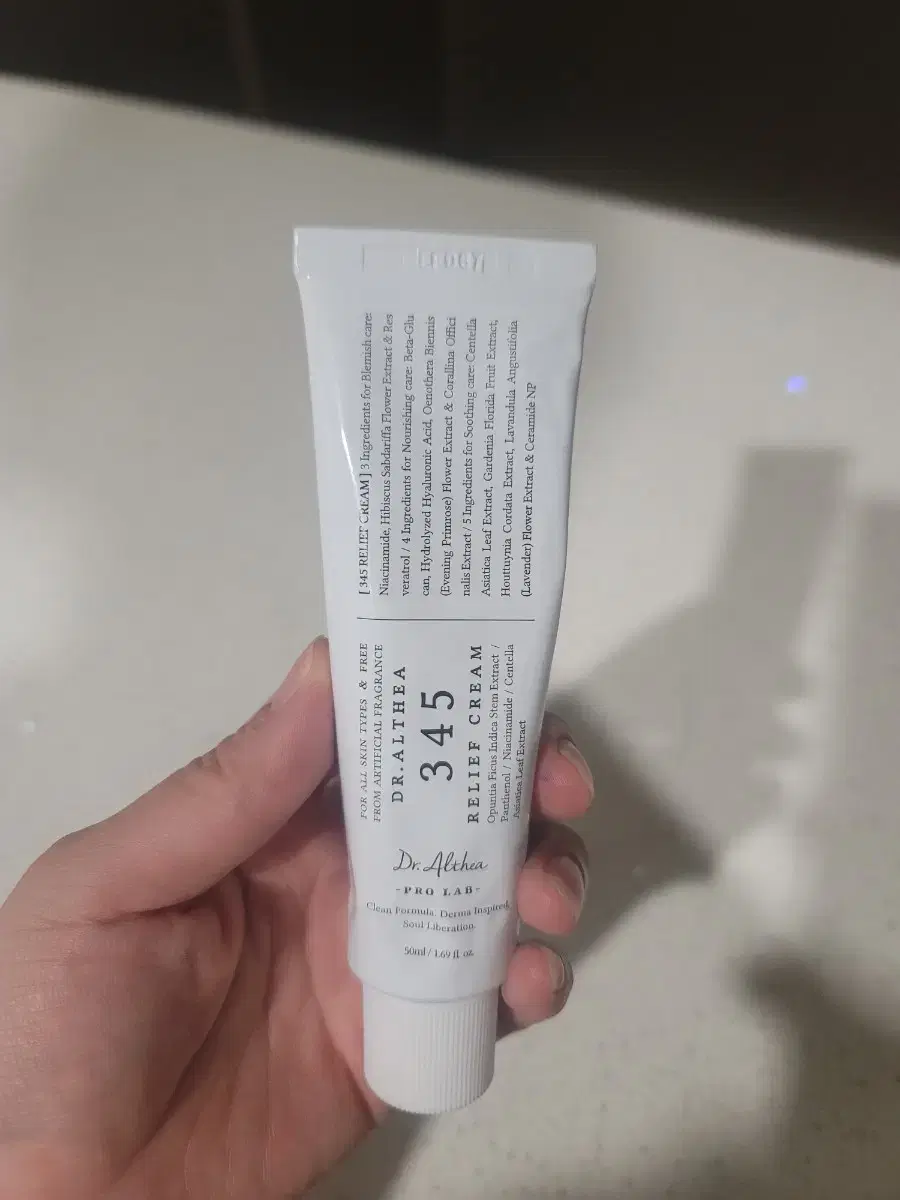 [ 345 RELIEF CREAM ] 3 Ingredients for Blemish care:
Niacinamide, Hibiscus Sabdariffa Flower Extract & Res
veratrol / 4 Ingredients for Nourishing care: Beta-Glu
can, Hydrolyzed Hyaluronic Acid, Oenothera Biennis
(Evening Primrose) Flower Extract & Corallina Offici
nalis Extract / 5 Ingredients for Soothing care: Centella
Asiatica Leaf Extract, Gardenia Florida Fruit Extract,
Houttuynia Cordata Extract, Lavandula Angustifolia
(Lavender) Flower Extract & Ceramide NP
FOR ALL SKIN TYPES & FREE
FROM ARTIFICIAL FRAGRANCE
DR.ALTHEA
345
RELIEF CREAM
Opuntia Ficus Indica Stem Extract /
Panthenol / Niacinamide / Centella
Asiatica Leaf Extract
Dr. Althea
-PRO LAB-
Clean Formula. Derma Inspired.
Soul Liberation.
50ml / 1.69 fl oz.